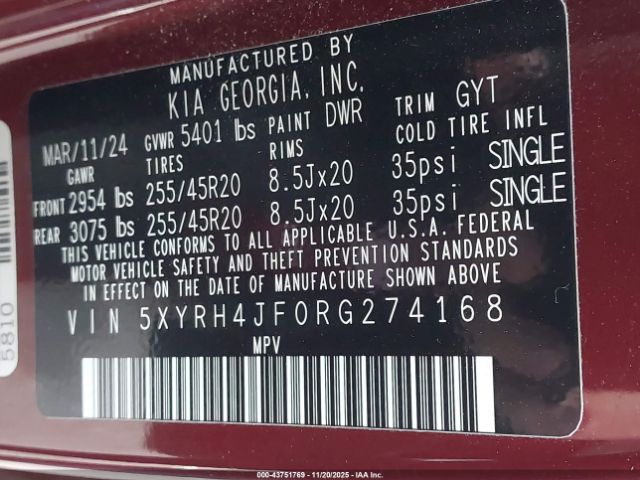 MANUFACTURED BY
KIA GEORGIA, INC.
MAR/11/24 GVWR 5401 lbs PAINT DWR TRIM GYT
GAWR TIRES RIMS COLD TIRE INFL
FRONT 2954 lbs 255/45R20 8.5Jx20 35psi SINGLE
REAR 3075 lbs 255/45R20 8.5Jx20 35psi SINGLE
THIS VEHICLE CONFORMS TO ALL APPLICABLE U.S.A. FEDERAL
MOTOR VEHICLE SAFETY AND THEFT PREVENTION STANDARDS
IN EFFECT ON THE DATE OF MANUFACTURE SHOWN ABOVE
VIN 5XYRH4JF0RG274168
MPV
5810
000-43751769 - 11/20/2025 - IAA Inc.